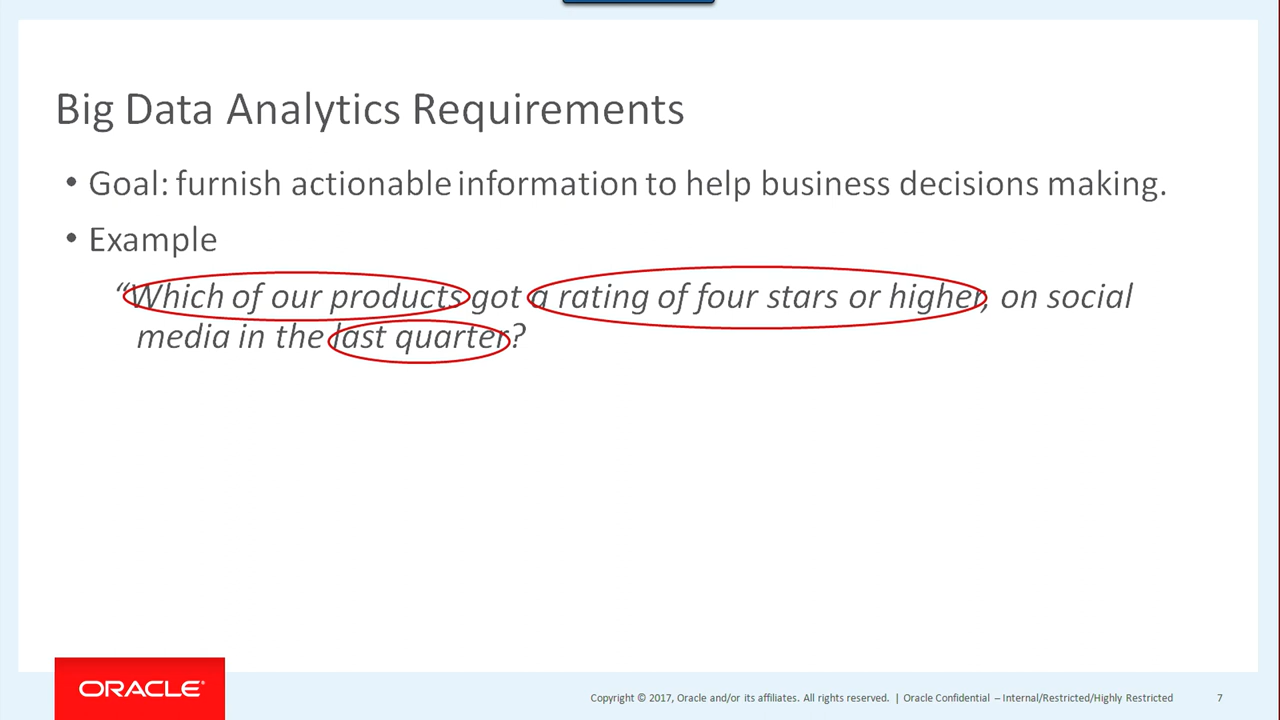 Big Data Analytics Requirements
• Goal: furnish actionable information to help business decisions making.
• Example
“Which of our products got a rating of four stars or higher, on social
media in the last quarter?
ORACLE®
Copyright © 2017, Oracle and/or its affiliates. All rights reserved. | Oracle Confidential – Internal/Restricted/Highly Restricted 7